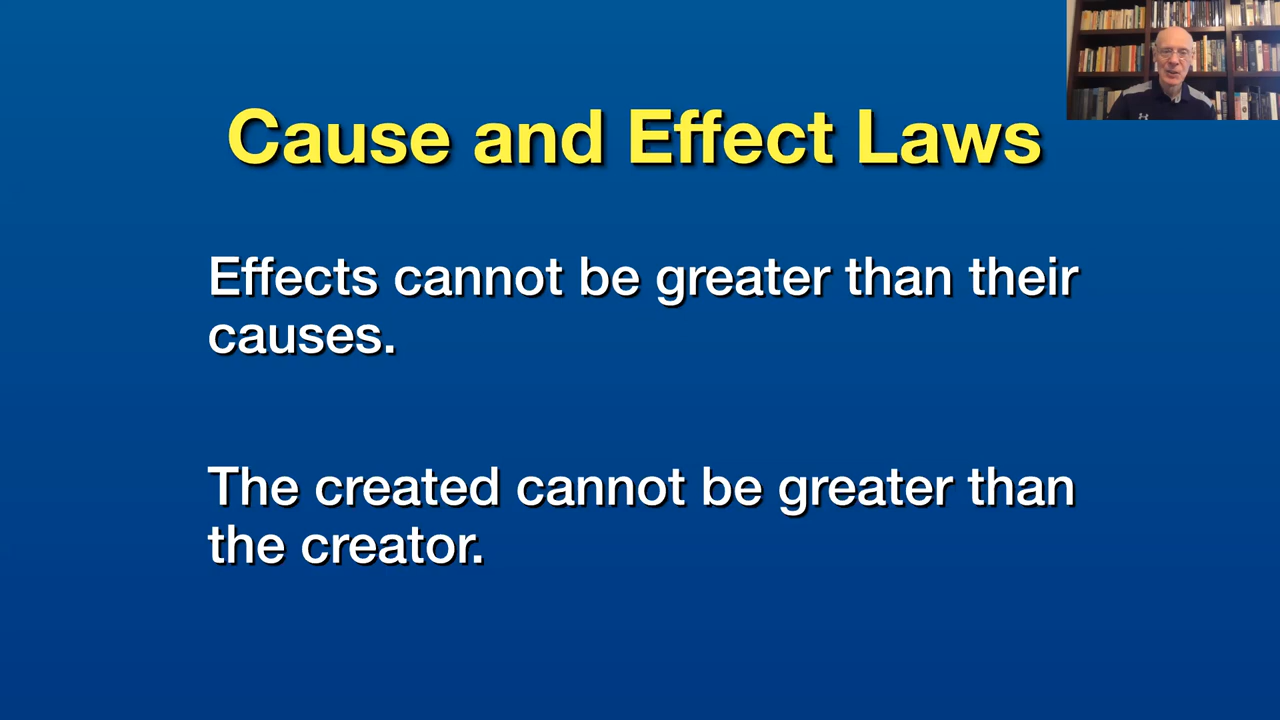 Cause and Effect Laws
Effects cannot be greater than their
causes.
The created cannot be greater than
the creator.